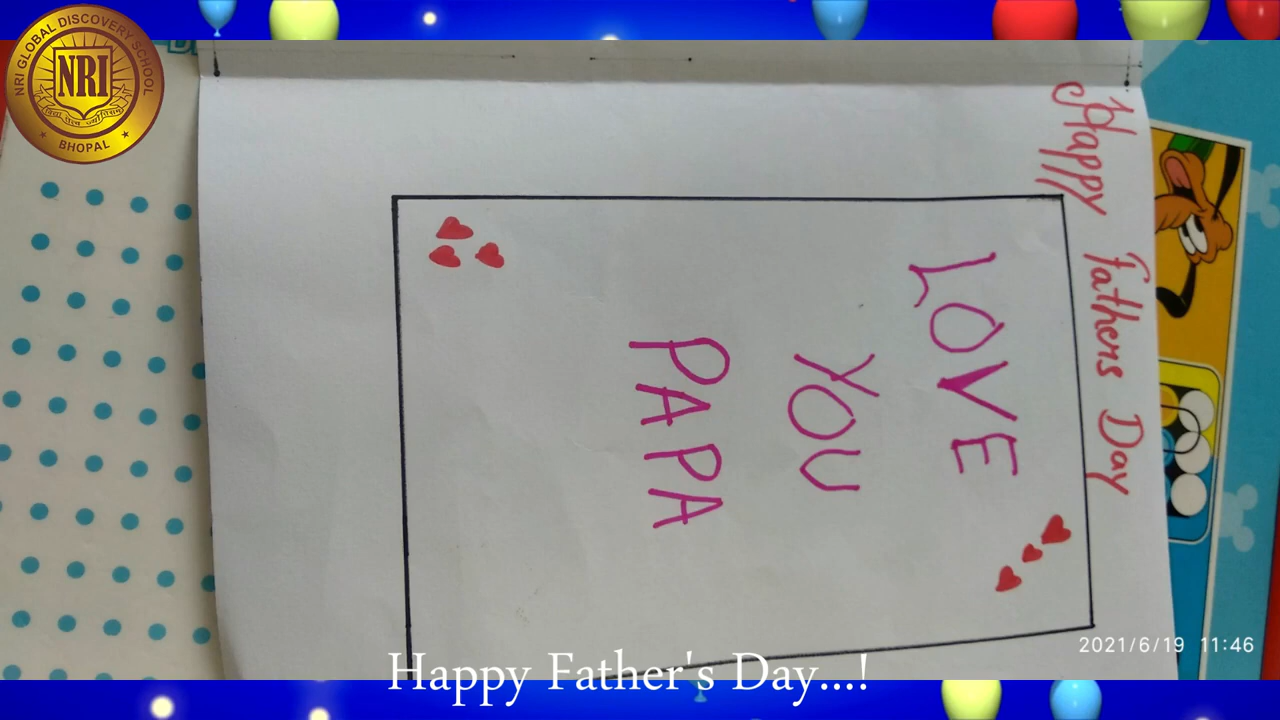 NRI GLOBAL DISCOVERY SCHOOL
NRI
BHOPAL
Happy Fathers Day
LOVE
YOU
PAPA
2021/6/19 11:46
Happy Father's Day...!